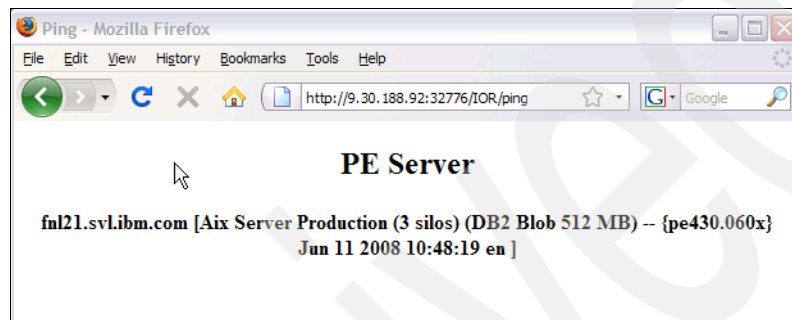 Ping - Mozilla Firefox
File Edit View History Bookmarks Tools Help
http://9.30.188.92:32776/IOR/ping G Google
PE Server
fnl21.svl.ibm.com [Aix Server Production (3 silos) (DB2 Blob 512 MB) -- {pe430.060x}
Jun 11 2008 10:48:19 en ]